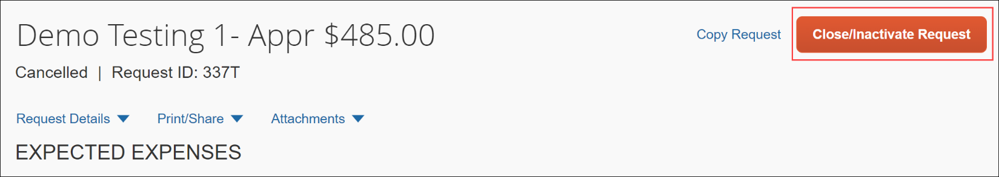 Demo Testing 1- Appr $485.00
Copy Request
Close/Inactivate Request
Cancelled | Request ID: 337T
Request Details Print/Share Attachments
EXPECTED EXPENSES